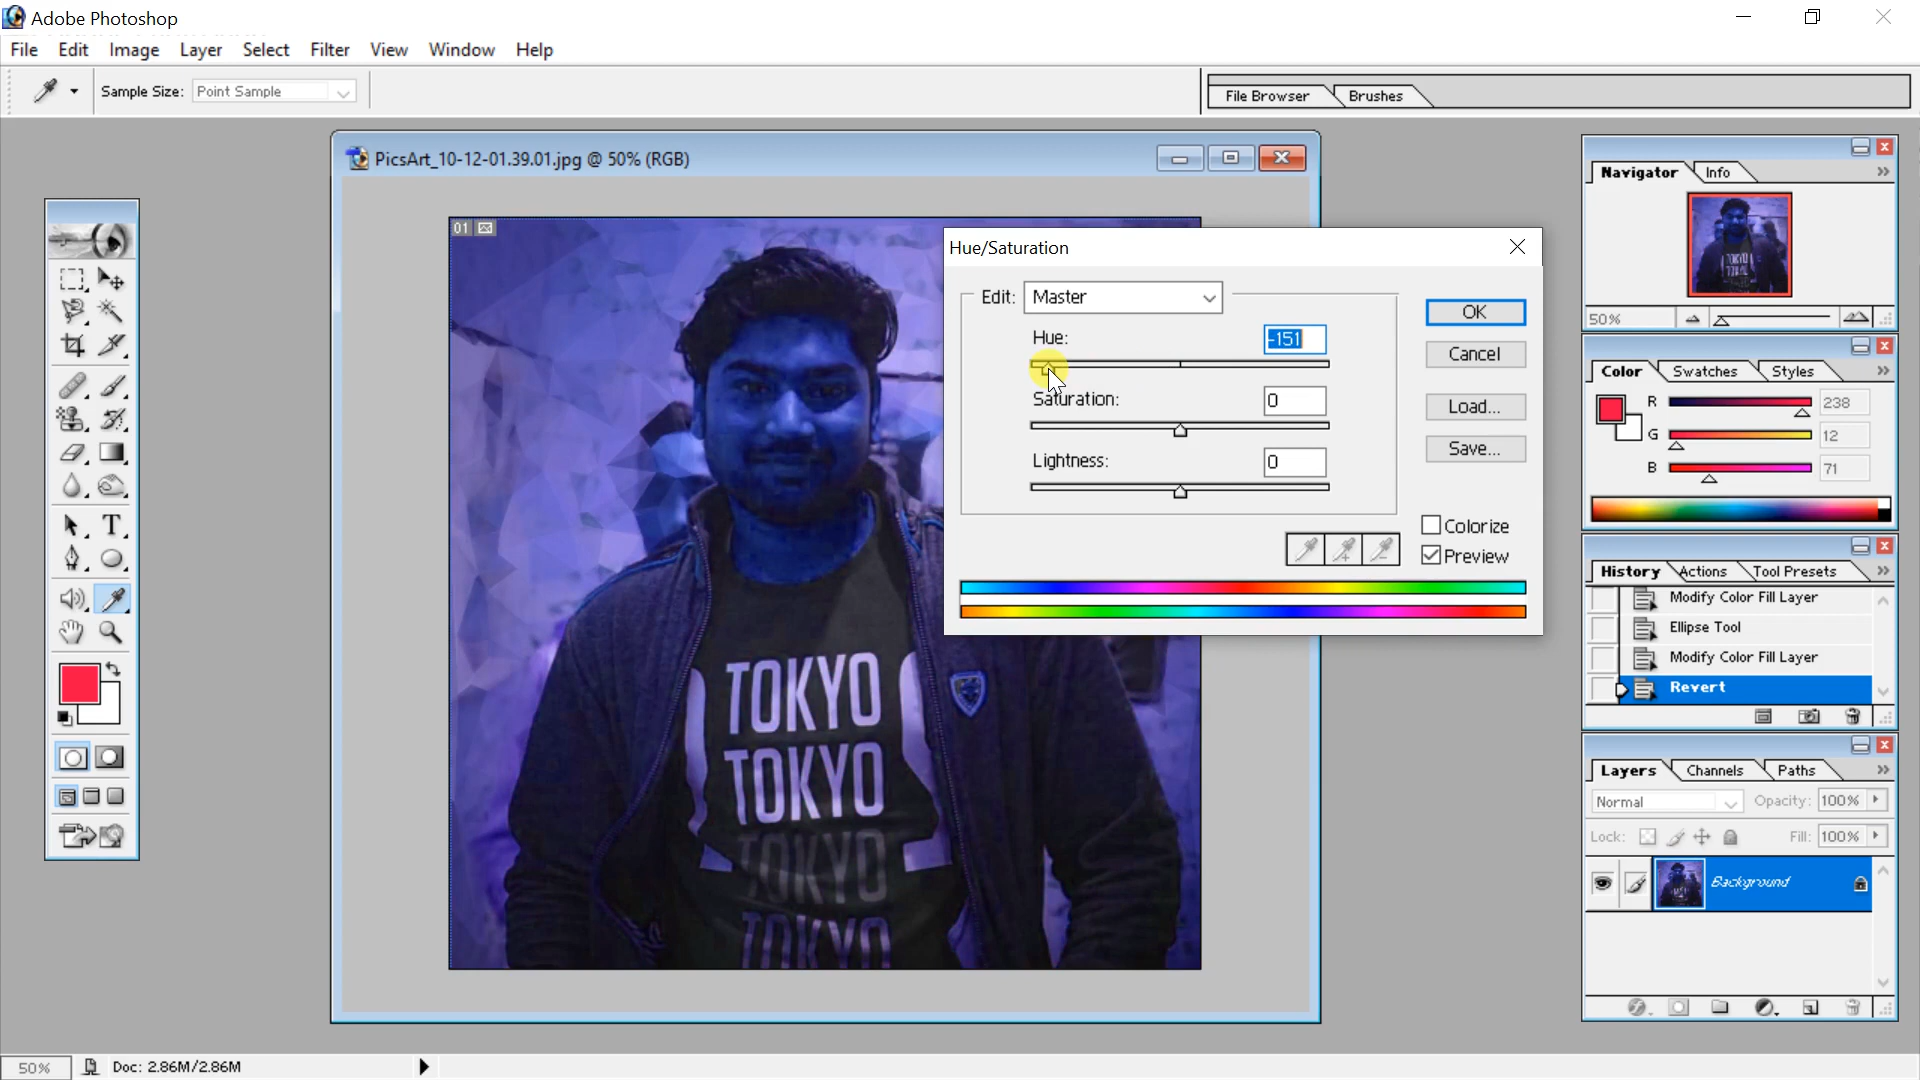 Adobe Photoshop
File Edit Image Layer Select Filter View Window Help
Sample Size: Point Sample
File Browser Brushes
PicsArt_10-12-01.39.01.jpg @ 50% (RGB)
01
TOKYO
TOKYO
TOKYO
TOKYO
Hue/Saturation
Edit: Master
Hue: -151
Saturation: 0
Lightness: 0
OK
Cancel
Load...
Save...
Colorize
Preview
Navigator Info
50%
Color Swatches Styles
R 238
G 12
B 71
History Actions Tool Presets
Modify Color Fill Layer
Ellipse Tool
Modify Color Fill Layer
Revert
Layers Channels Paths
Normal Opacity: 100%
Lock: Fill: 100%
Background
T
50% Doc: 2.86M/2.86M